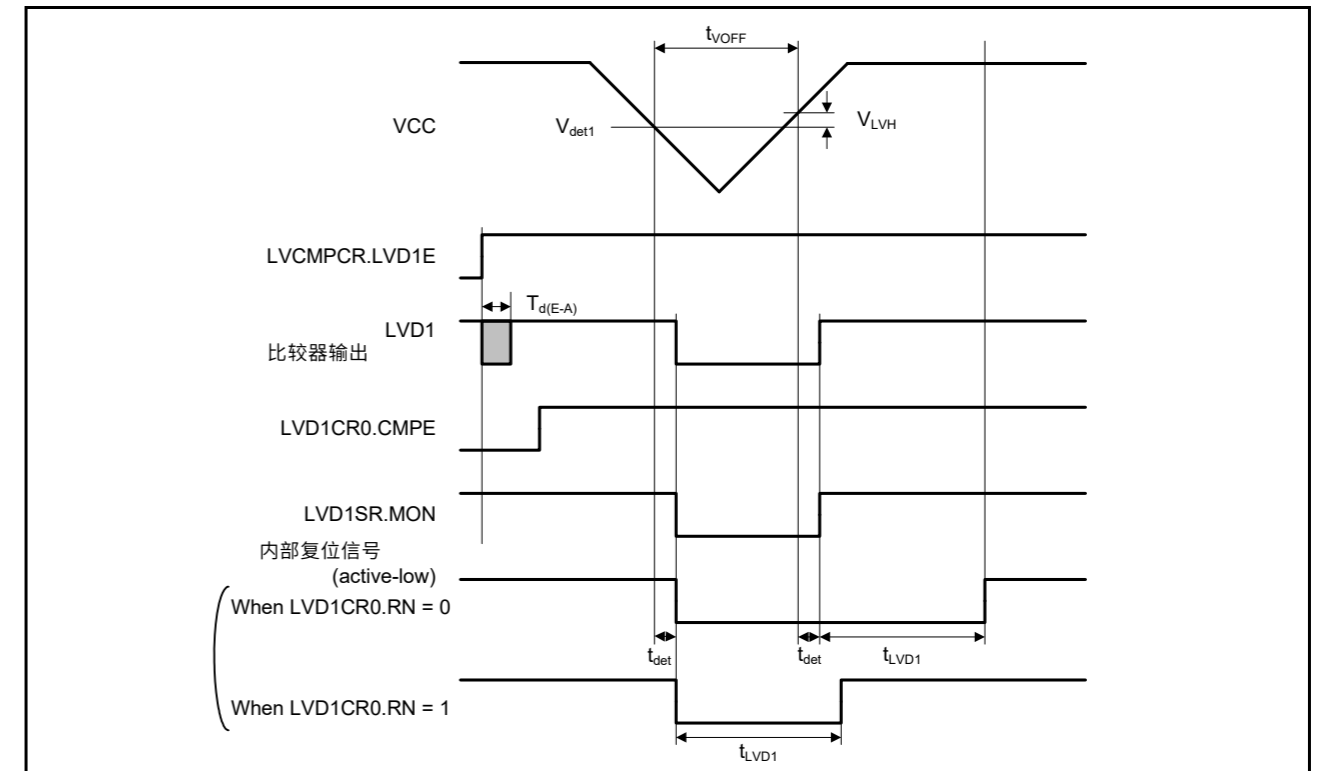 tVOFF
VCC
Vdet1
VLVH
LVCMPCR.LVD1E
Td(E-A)
LVD1
比较器输出
LVD1CR0.CMPE
LVD1SR.MON
内部复位信号
(active-low)
When LVD1CR0.RN = 0
tdet
tdet
tLVD1
When LVD1CR0.RN = 1
tLVD1